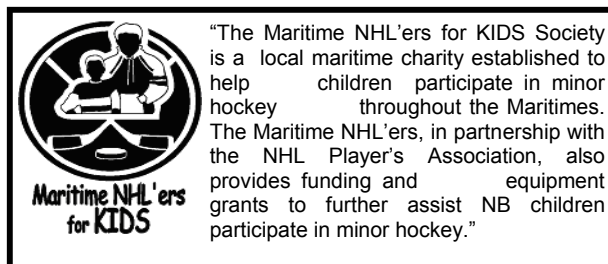 Maritime NHL'ers
for KIDS
“The Maritime NHL’ers for KIDS Society
is a local maritime charity established to
help children participate in minor
hockey throughout the Maritimes.
The Maritime NHL’ers, in partnership with
the NHL Player’s Association, also
provides funding and equipment
grants to further assist NB children
participate in minor hockey.”